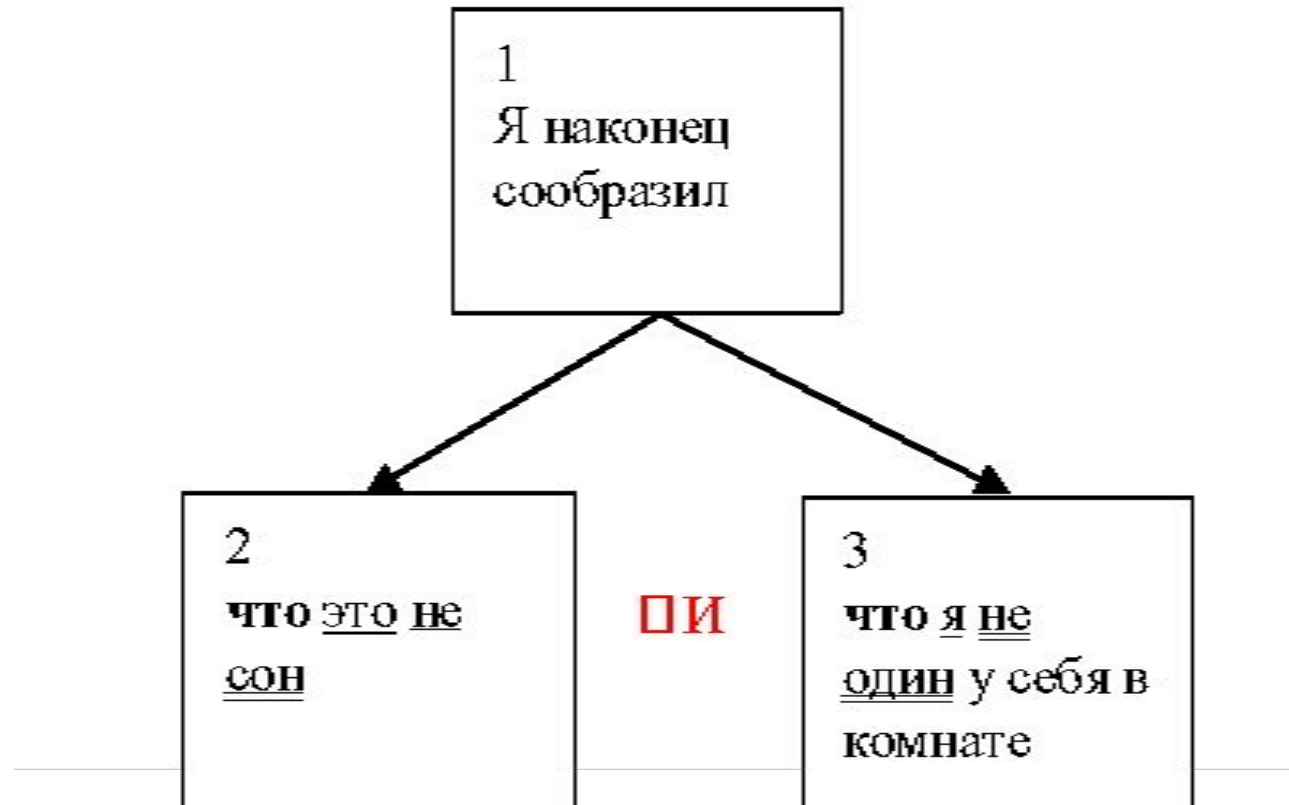 1
Я наконец
сообразил
2
что это не
сон
И
3
что я не
один у себя в
комнате